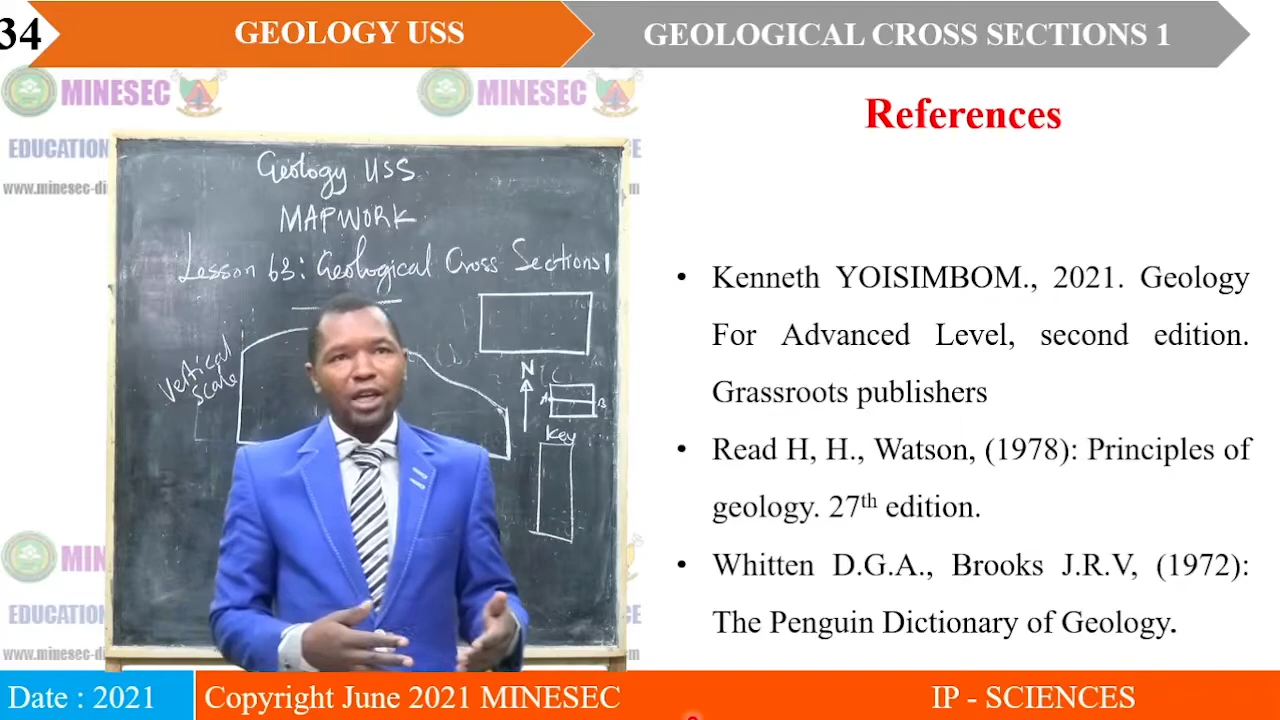 34
GEOLOGY USS
GEOLOGICAL CROSS SECTIONS 1
MINESEC
MINESEC
EDUCATION
CE
www.minesec-di
m
Geology USS
MAPWORK
Lesson 63: Geological Cross Sections 1
Vertical
Scale
N
(C)
A
B
Key
MIN
EDUCATION
CE
www.minesec-di
m
References
• Kenneth YOISIMBOM., 2021. Geology
For Advanced Level, second edition.
Grassroots publishers
• Read H, H., Watson, (1978): Principles of
geology. 27th edition.
• Whitten D.G.A., Brooks J.R.V, (1972):
The Penguin Dictionary of Geology.
Date : 2021
Copyright June 2021 MINESEC
IP - SCIENCES